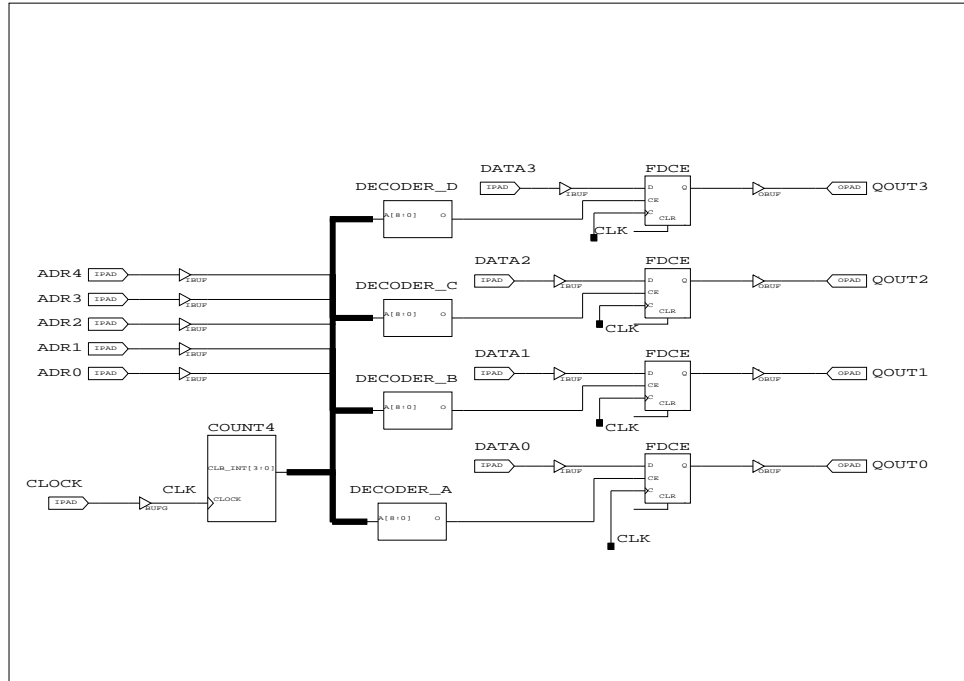 DATA3
FDCE
DECODER_D
IPAD
IBUF
D
Q
OBUF
OPAD
QOUT3
A[8:0]
O
CE
C
CLR
CLK
ADR4
IPAD
IBUF
DATA2
FDCE
IPAD
IBUF
D
Q
OBUF
OPAD
QOUT2
ADR3
IPAD
IBUF
DECODER_C
CE
C
A[8:0]
O
CLR
ADR2
IPAD
IBUF
CLK
ADR1
IPAD
IBUF
DATA1
FDCE
ADR0
IPAD
IBUF
DECODER_B
IPAD
IBUF
D
Q
OBUF
OPAD
QOUT1
CE
C
A[8:0]
O
CLR
COUNT4
CLK
DATA0
FDCE
CLR_INT[3:0]
IPAD
IBUF
D
Q
OBUF
OPAD
QOUT0
CLOCK
CLK
DECODER_A
CE
C
CLR
IPAD
BUFG
CLOCK
A[8:0]
O
CLK